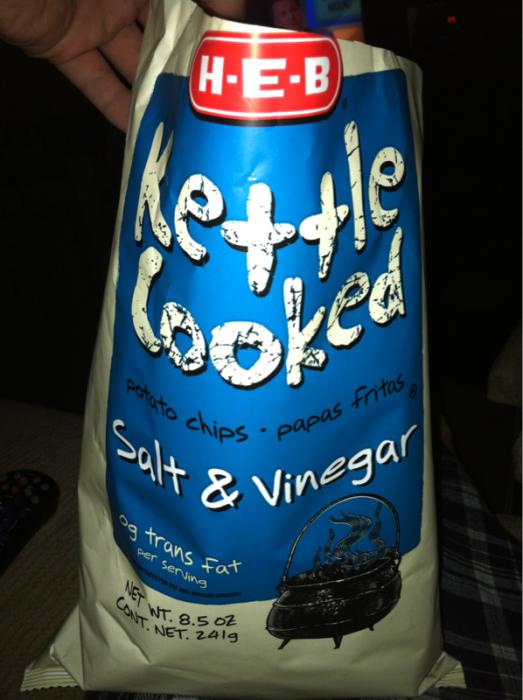 H-E-B
Kettle
Cooked
potato chips · papas fritas ®
Salt & Vinegar
0g trans fat
per serving
NET WT. 8.5 OZ
CONT. NET. 241g